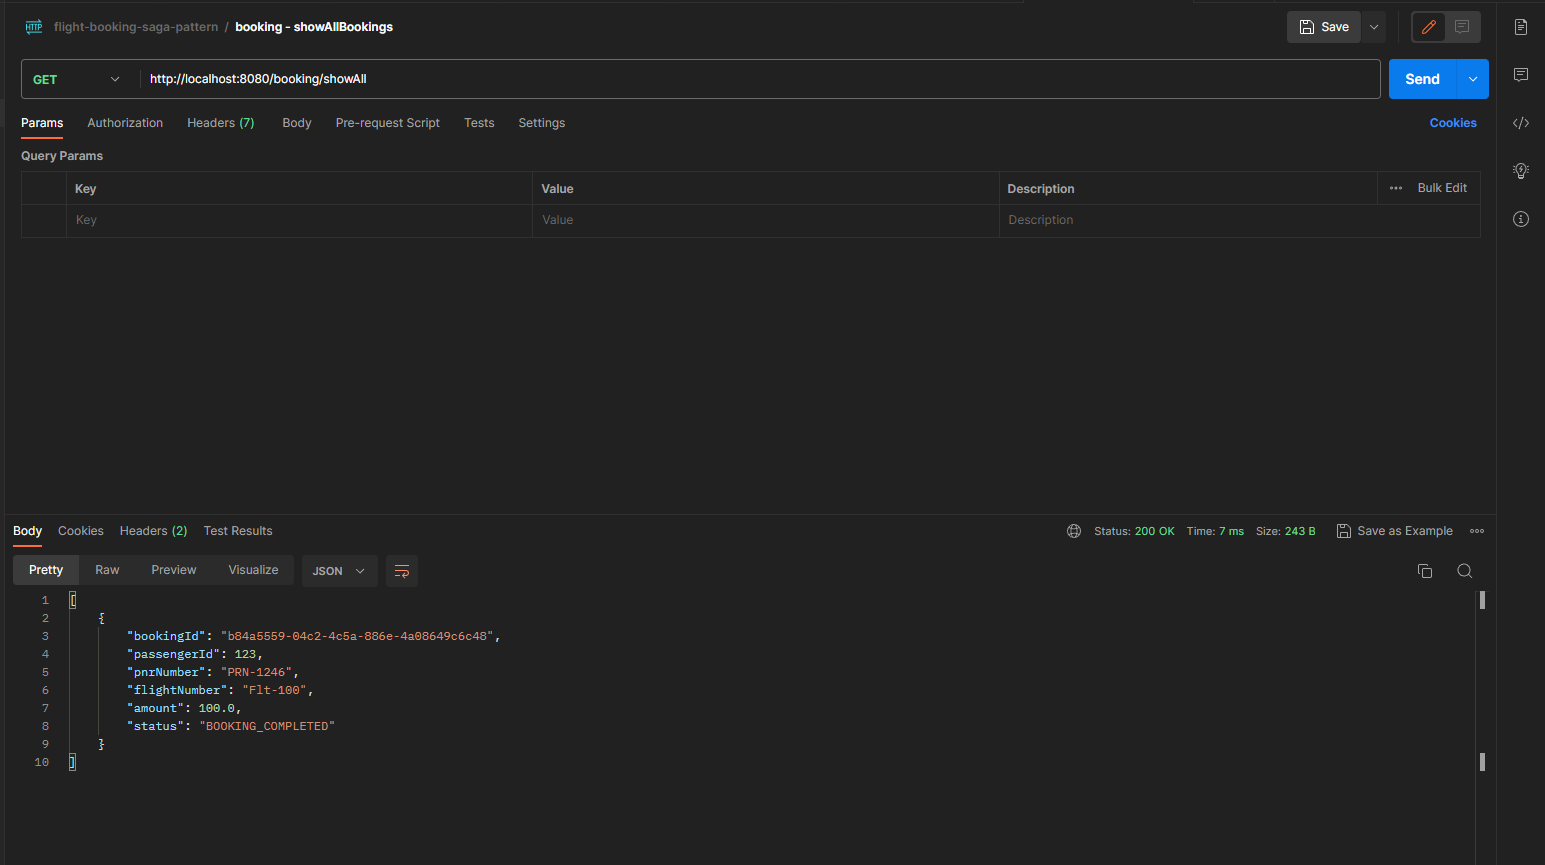 HTTP flight-booking-saga-pattern / booking - showAllBookings Save
GET http://localhost:8080/booking/showAll Send
Params Authorization Headers (7) Body Pre-request Script Tests Settings Cookies
Query Params
Key Value Description Bulk Edit
Key Value Description
Body Cookies Headers (2) Test Results Status: 200 OK Time: 7 ms Size: 243 B Save as Example
Pretty Raw Preview Visualize JSON
1 [
2 {
3 "bookingId": "b84a5559-04c2-4c5a-886e-4a08649c6c48",
4 "passengerId": 123,
5 "pnrNumber": "PRN-1246",
6 "flightNumber": "Flt-100",
7 "amount": 100.0,
8 "status": "BOOKING_COMPLETED"
9 }
10 ]